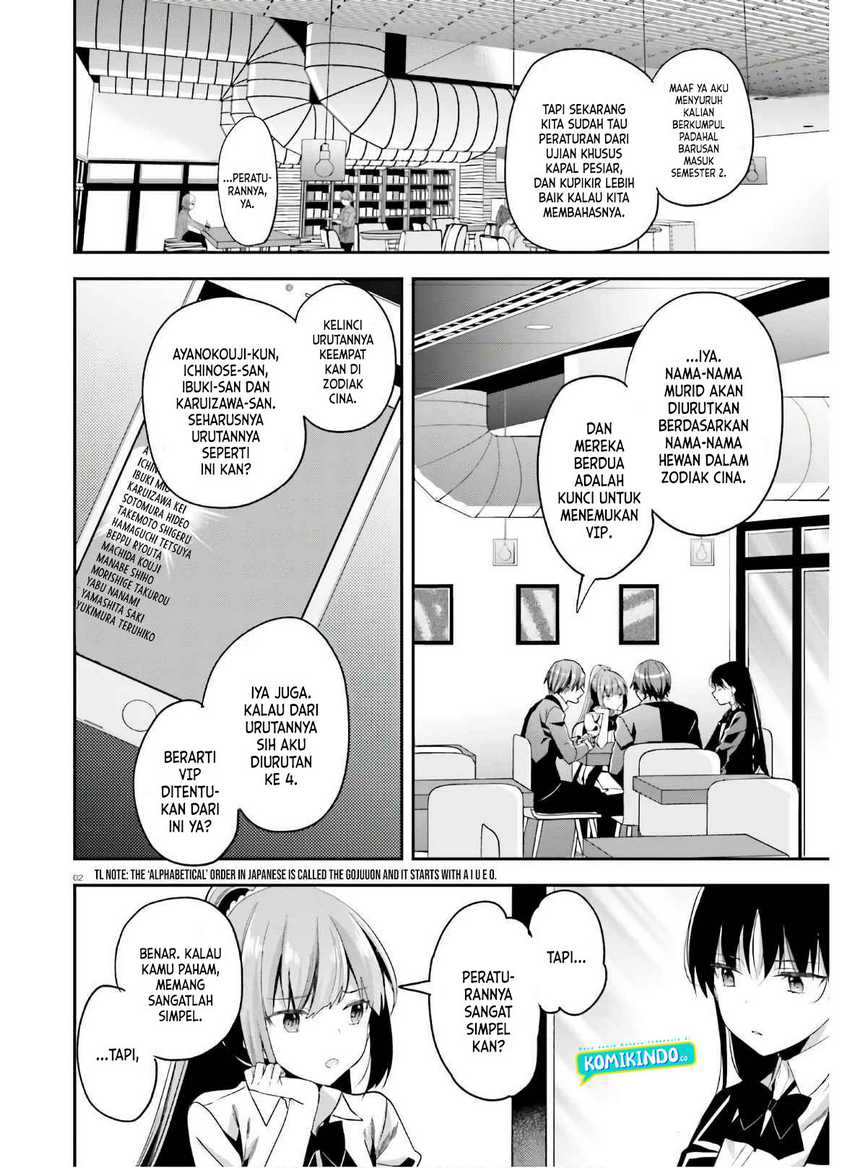 MAAF YA AKU
MENYURUH
KALIAN
BERKUMPUL
PADAHAL
BARUSAN
MASUK
SEMESTER 2.
TAPI SEKARANG
KITA SUDAH TAU
PERATURAN DARI
UJIAN KHUSUS
KAPAL PESIAR,
DAN KUPIKIR LEBIH
BAIK KALAU KITA
MEMBAHASNYA.
...PERATU-
RANNYA,
YA.
...IYA.
NAMA-NAMA
MURID AKAN
DIURUTKAN
BERDASARKAN
NAMA-NAMA
HEWAN DALAM
ZODIAK CINA.
DAN
MEREKA
BERDUA
ADALAH
KUNCI UNTUK
MENEMUKAN
VIP.
KELINCI
URUTANNYA
KEEMPAT
KAN DI
ZODIAK
CINA.
AYANOKOUJI-KUN,
ICHINOSE-SAN,
IBUKI-SAN DAN
KARUIZAWA-SAN.
SEHARUSNYA
URUTANNYA
SEPERTI
INI KAN?
KARUIZAWA KEI
SOTOMURA HIDEO
TAKEMOTO SHIGERU
HAMAGUCHI TETSUYA
BEPPU RYOUTA
MACHIDA KOUJI
MANABE SHIHO
MORISHIGE TAKUROU
YABU NANAMI
YAMASHITA SAKI
YUKIMURA TERUHIKO
IYA JUGA.
KALAU DARI
URUTANNYA
SIH AKU
DIURUTAN
KE 4.
BERARTI
VIP
DITENTU-
KAN DARI
INI YA?
02
TL NOTE: THE 'ALPHABETICAL' ORDER IN JAPANESE IS CALLED THE GOJUUON AND IT STARTS WITH A I U E O.
TAPI...
PERATU-
RANNYA
SANGAT
SIMPEL
KAN?
BENAR. KALAU
KAMU PAHAM,
MEMANG
SANGATLAH
SIMPEL.
...TAPI,
KOMIKINDO.CO